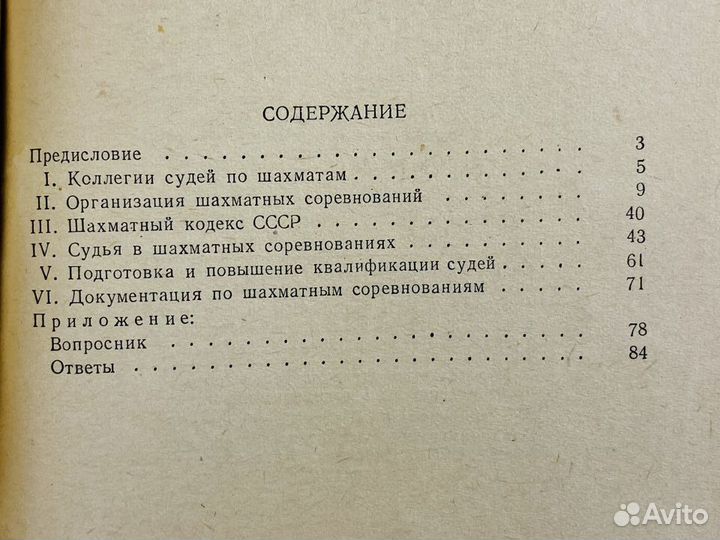 СОДЕРЖАНИЕ
Предисловие . . . . . . . . . . . . . . . . . . . . . . . 3
I. Коллегии судей по шахматам . . . . . . . . . . . . . 5
II. Организация шахматных соревнований . . . . . . . . 9
III. Шахматный кодекс СССР . . . . . . . . . . . . . . . 40
IV. Судья в шахматных соревнованиях . . . . . . . . . . 43
V. Подготовка и повышение квалификации судей . . . . . 61
VI. Документация по шахматным соревнованиям . . . . . . 71
Приложение:
Вопросник . . . . . . . . . . . . . . . . . . . . . . 78
Ответы . . . . . . . . . . . . . . . . . . . . . . . 84
Avito